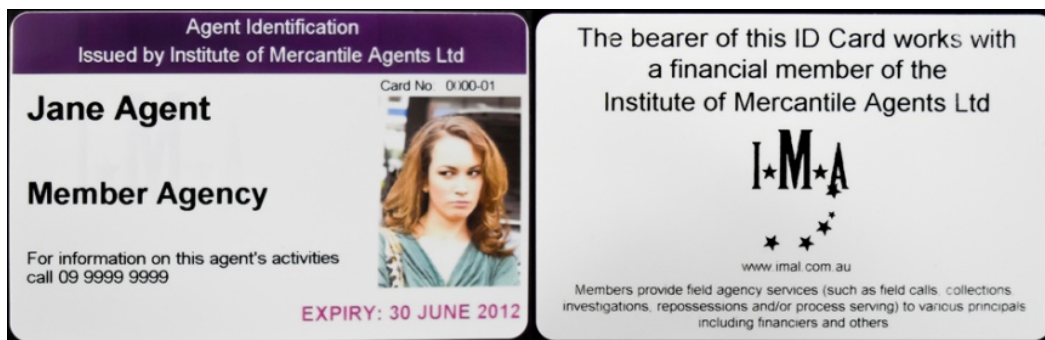 Agent Identification
Issued by Institute of Mercantile Agents Ltd
Card No: 0000-01
Jane Agent
Member Agency
For information on this agent's activities
call 09 9999 9999
EXPIRY: 30 JUNE 2012
The bearer of this ID Card works with
a financial member of the
Institute of Mercantile Agents Ltd
I★M★A
www.imal.com.au
Members provide field agency services (such as field calls, collections,
investigations, repossessions and/or process serving) to various principals
including financiers and others